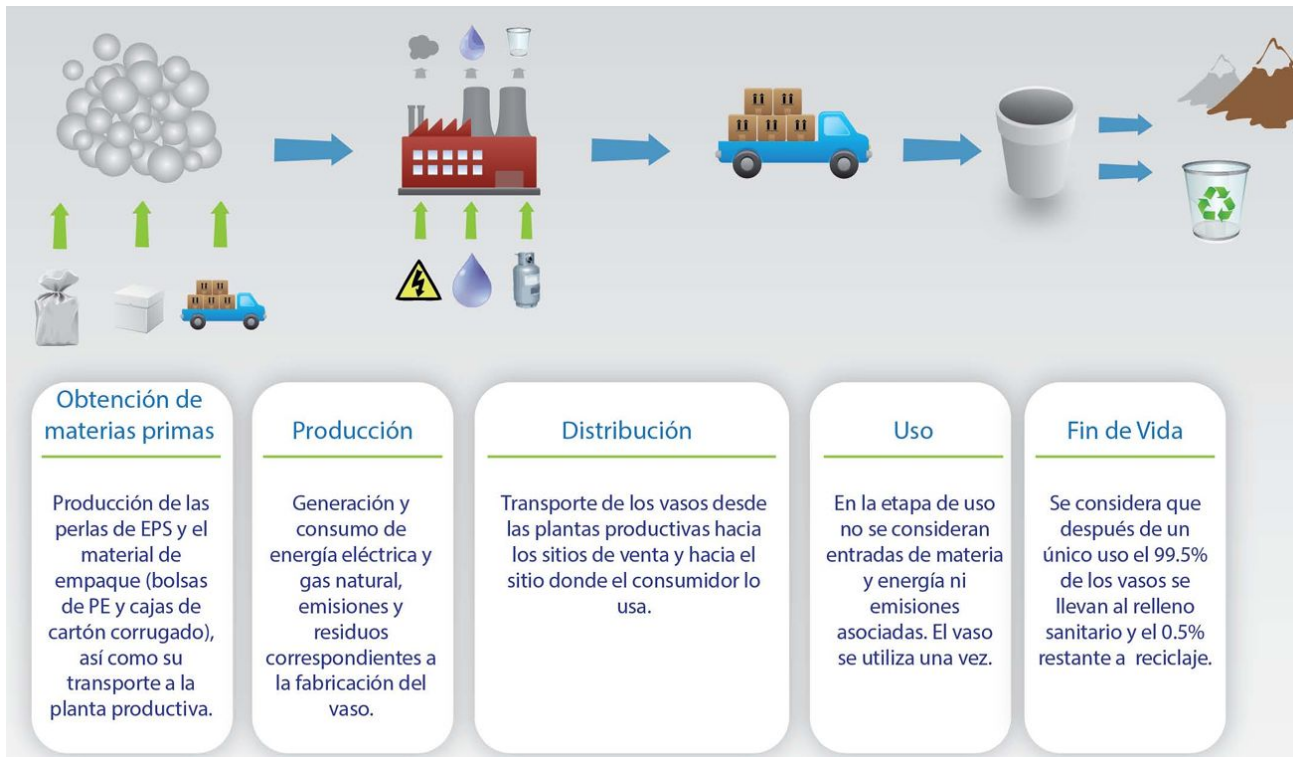 Obtención de
materias primas
Producción de las
perlas de EPS y el
material de
empaque (bolsas
de PE y cajas de
cartón corrugado),
así como su
transporte a la
planta productiva.
Producción
Generación y
consumo de
energía eléctrica y
gas natural,
emisiones y
residuos
correspondientes a
la fabricación del
vaso.
Distribución
Transporte de los vasos desde
las plantas productivas hacia
los sitios de venta y hacia el
sitio donde el consumidor lo
usa.
Uso
En la etapa de uso
no se consideran
entradas de materia
y energía ni
emisiones
asociadas. El vaso
se utiliza una vez.
Fin de Vida
Se considera que
después de un
único uso el 99.5%
de los vasos se
llevan al relleno
sanitario y el 0.5%
restante a reciclaje.